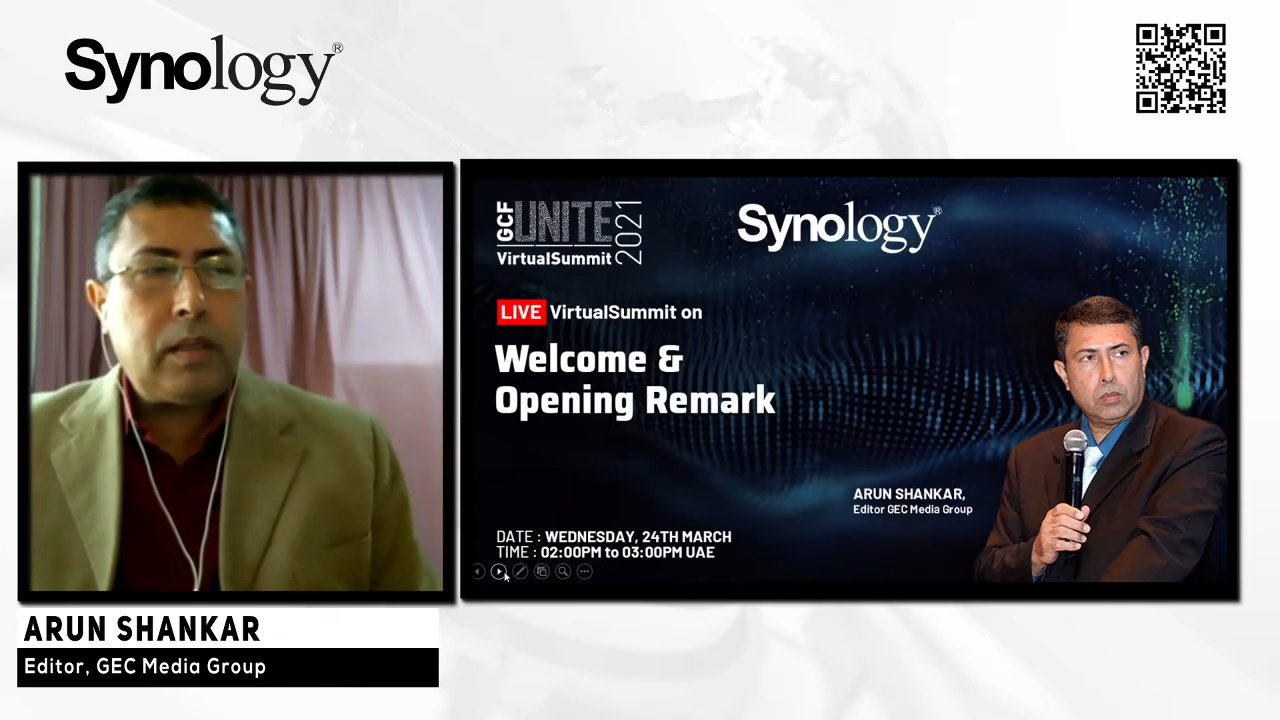 Synology®
GCF
UNITE
VirtualSummit
2021
Synology®
LIVE VirtualSummit on
Welcome &
Opening Remark
ARUN SHANKAR,
Editor GEC Media Group
DATE : WEDNESDAY, 24TH MARCH
TIME : 02:00PM to 03:00PM UAE
ARUN SHANKAR
Editor, GEC Media Group